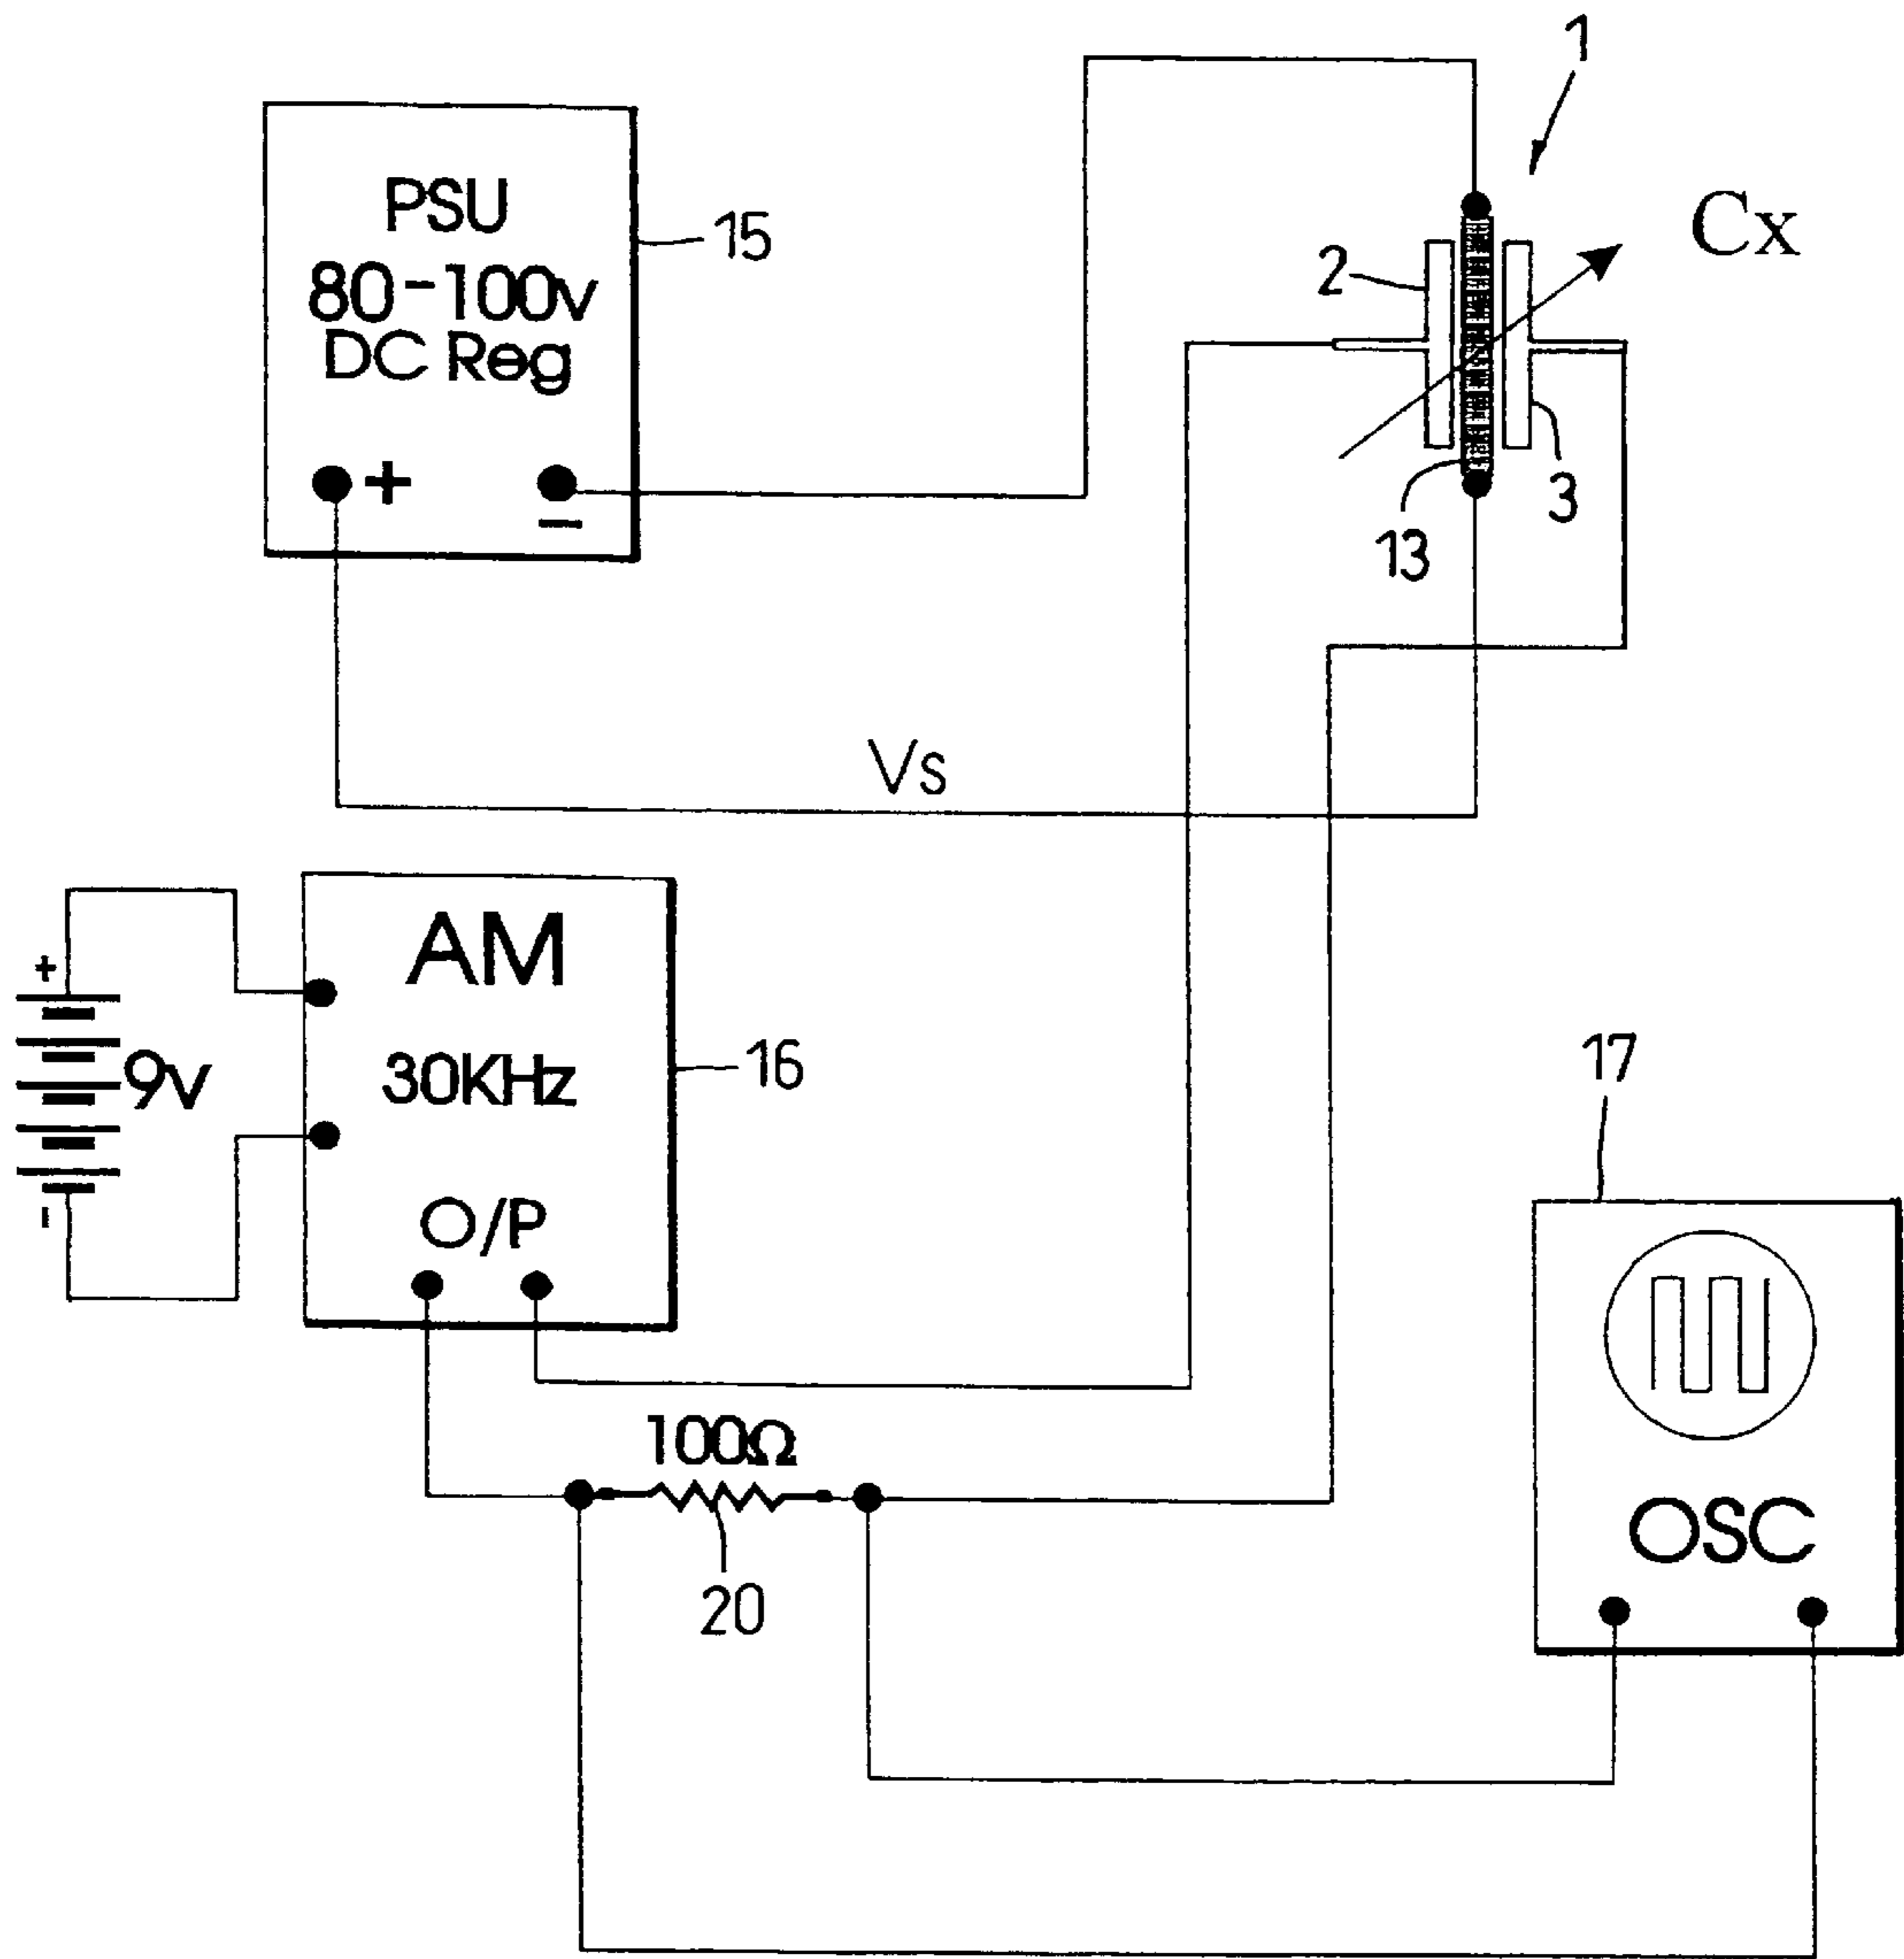 1
PSU
80-100v
DC Reg
+ -
15
2
Cx
13
3
Vs
AM
30KHz
O/P
16
+
9v
-
17
100Ω
20
OSC